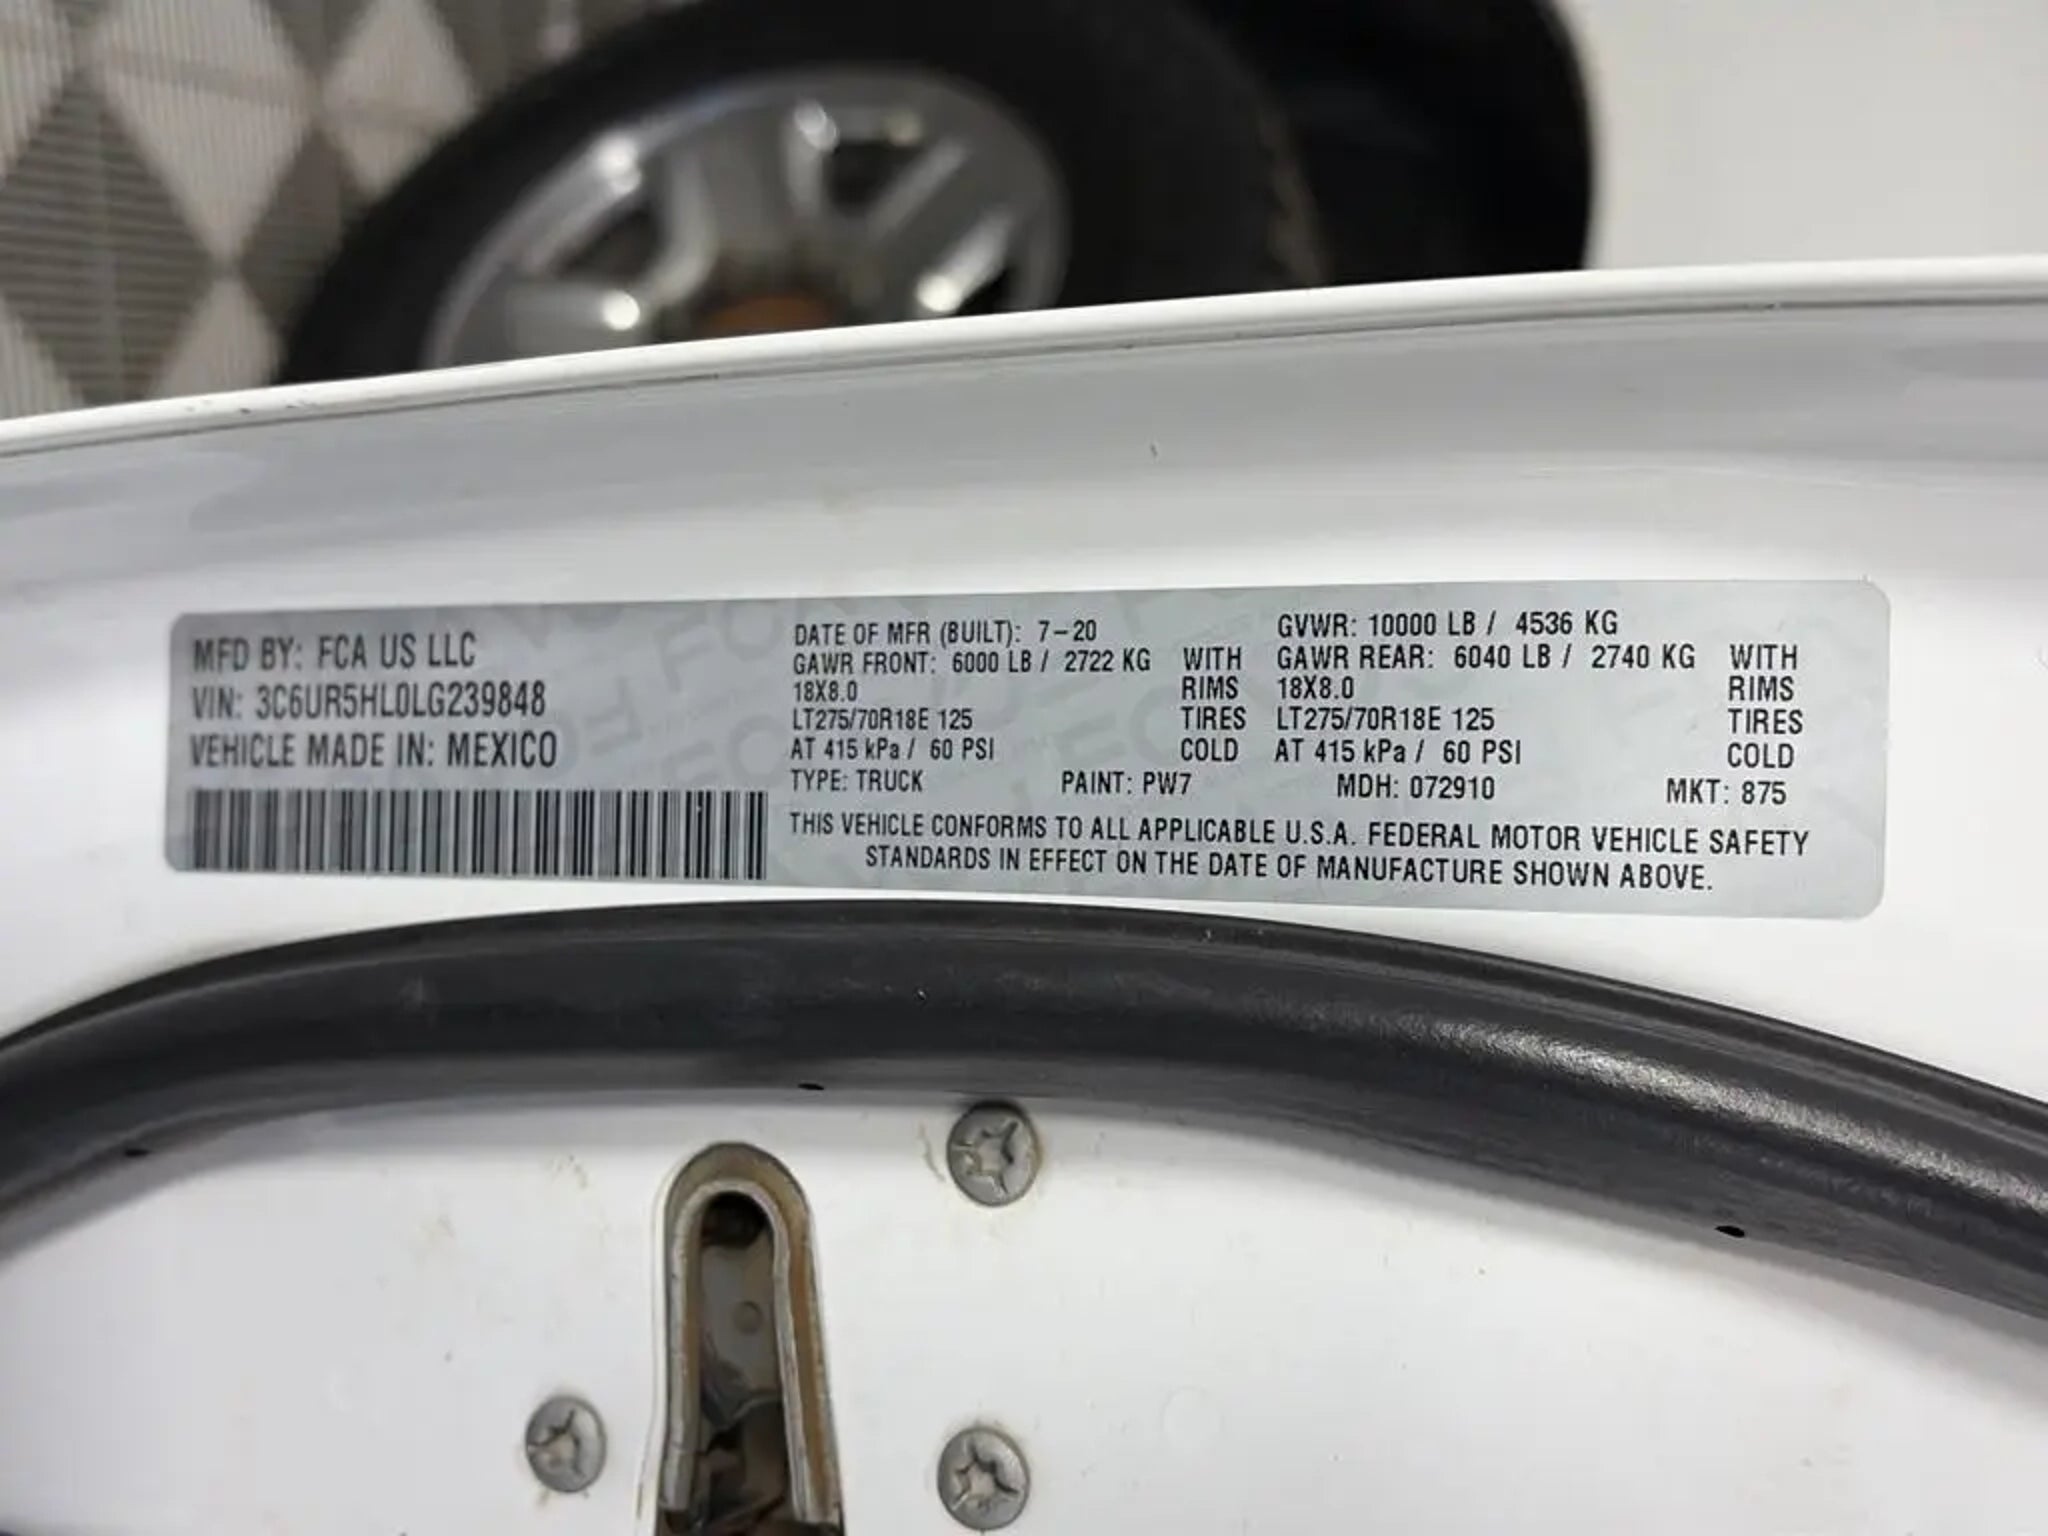 MFD BY: FCA US LLC
VIN: 3C6UR5HL0LG239848
VEHICLE MADE IN: MEXICO
DATE OF MFR (BUILT): 7-20
GVWR: 10000 LB / 4536 KG
GAWR FRONT: 6000 LB / 2722 KG WITH
18X8.0 RIMS
LT275/70R18E 125 TIRES
AT 415 kPa / 60 PSI COLD
GAWR REAR: 6040 LB / 2740 KG WITH
18X8.0 RIMS
LT275/70R18E 125 TIRES
AT 415 kPa / 60 PSI COLD
TYPE: TRUCK PAINT: PW7 MDH: 072910 MKT: 875
THIS VEHICLE CONFORMS TO ALL APPLICABLE U.S.A. FEDERAL MOTOR VEHICLE SAFETY
STANDARDS IN EFFECT ON THE DATE OF MANUFACTURE SHOWN ABOVE.